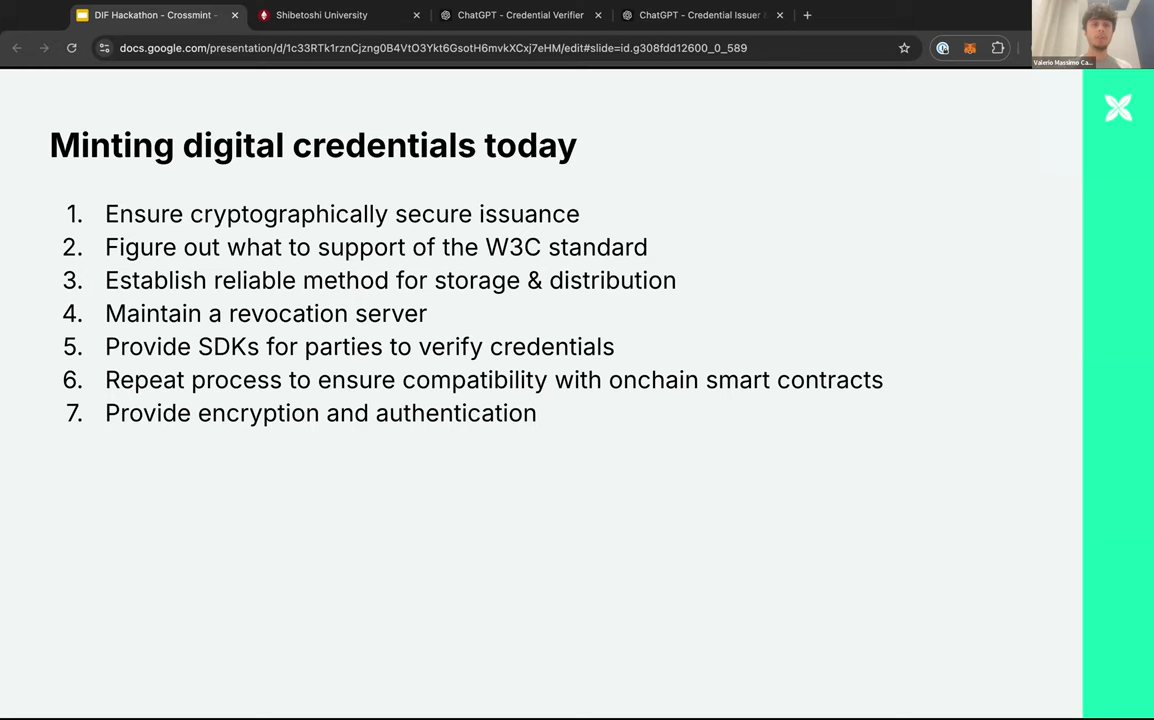 DIF Hackathon - Crossmint -
Shibetoshi University
ChatGPT - Credential Verifier
ChatGPT - Credential Issuer
docs.google.com/presentation/d/1c33RTk1rznCjzng0B4VtO3Ykt6GsotH6mvkXCxj7eHM/edit#slide=id.g308fdd12600_0_589
Valerio Massimo Ca...
Minting digital credentials today
1. Ensure cryptographically secure issuance
2. Figure out what to support of the W3C standard
3. Establish reliable method for storage & distribution
4. Maintain a revocation server
5. Provide SDKs for parties to verify credentials
6. Repeat process to ensure compatibility with onchain smart contracts
7. Provide encryption and authentication